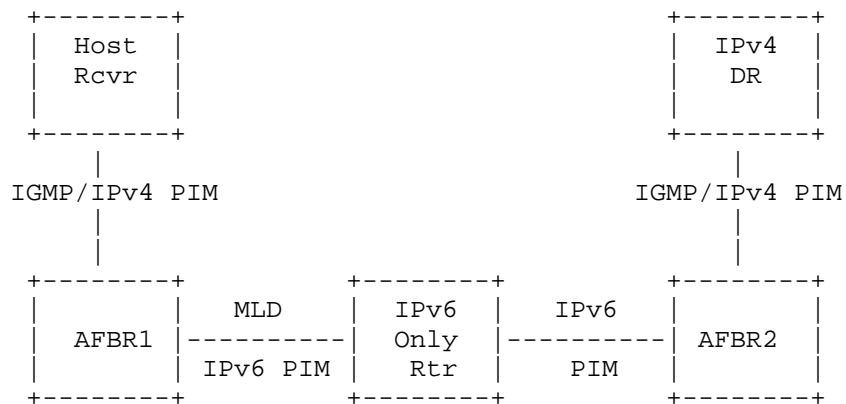 Host IPv4
Rcvr DR
IGMP/IPv4 PIM IGMP/IPv4 PIM
MLD IPv6 IPv6
AFBR1 Only AFBR2
IPv6 PIM Rtr PIM